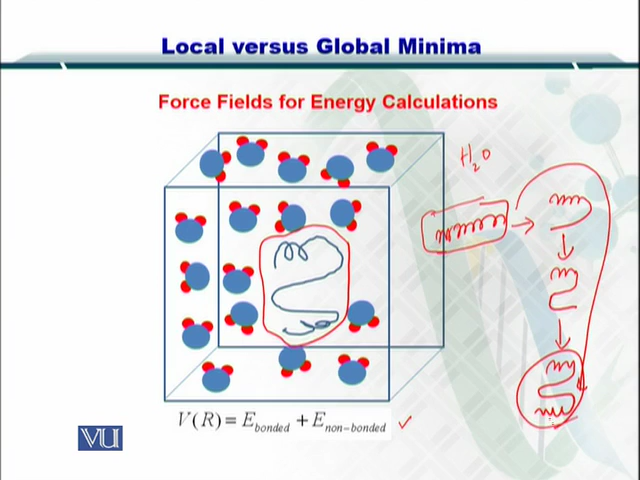 Local versus Global Minima
Force Fields for Energy Calculations
H₂O
V(R) = E_bonded + E_non-bonded
VU